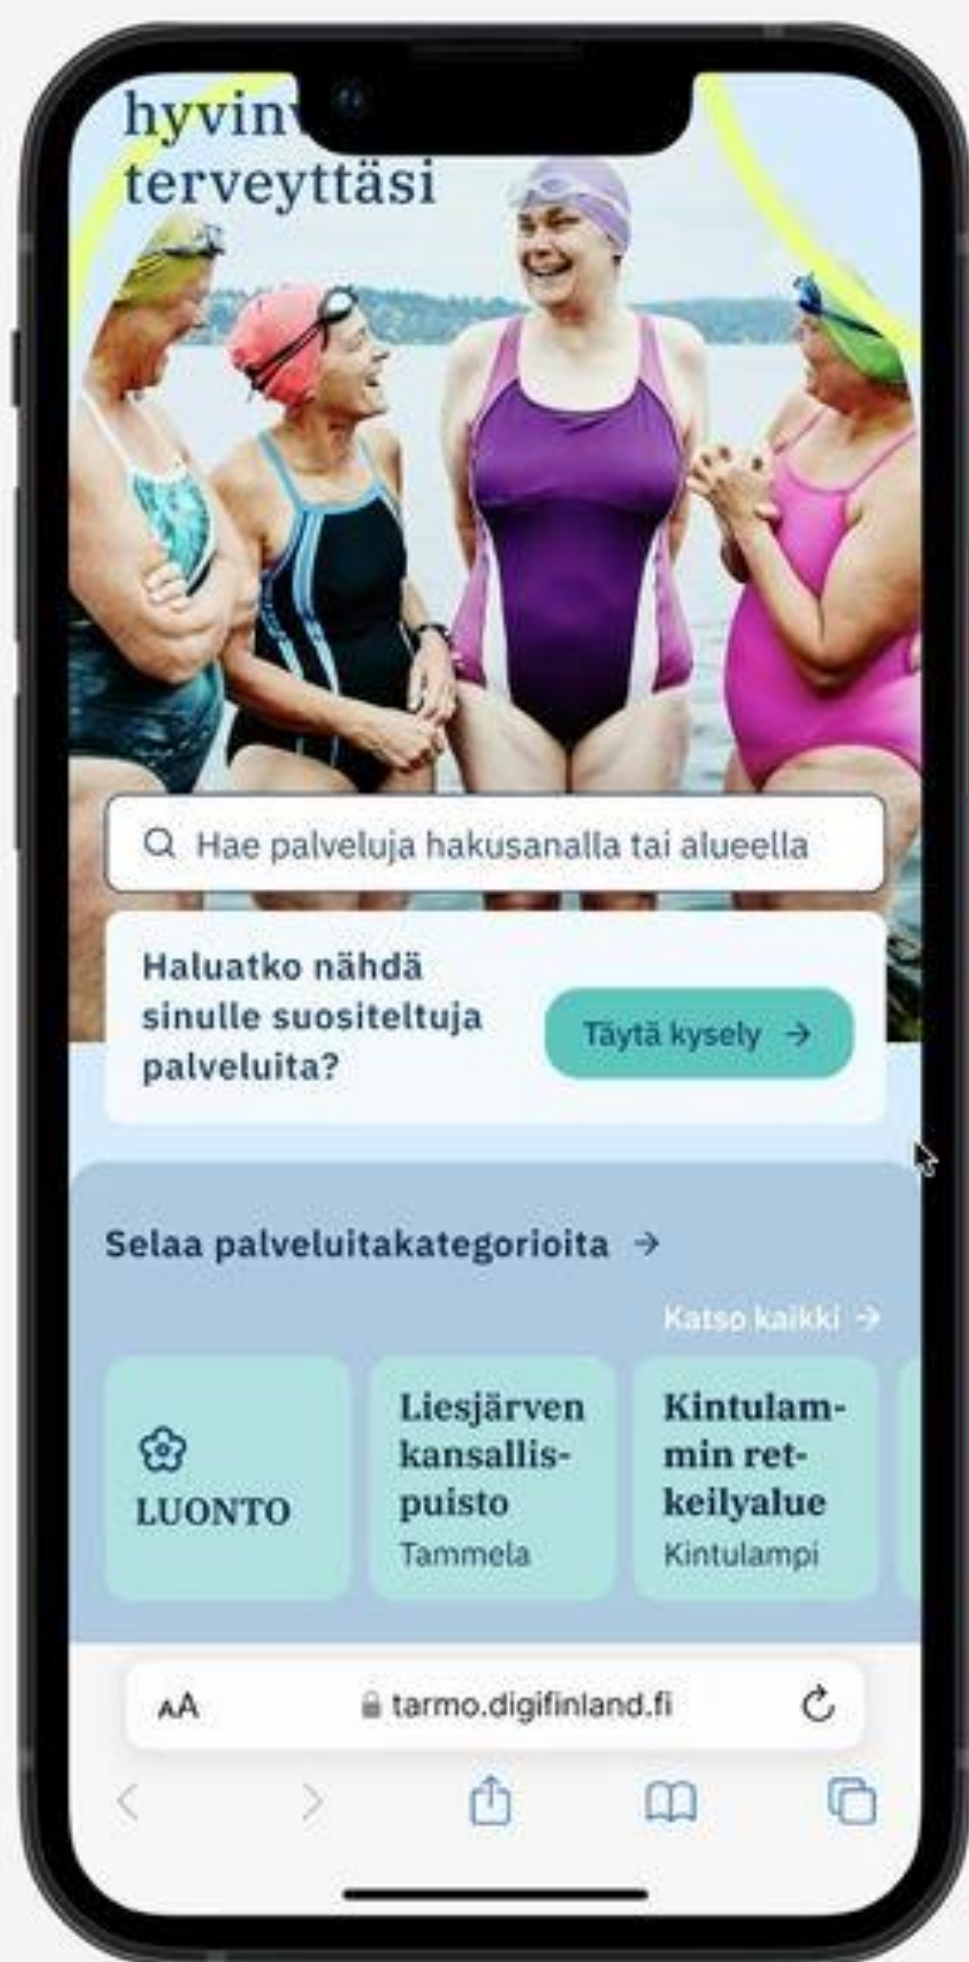 terveyttäsi
Hae palveluja hakusanalla tai alueella
Haluatko nähdä
sinulle suositeltuja
palveluita?
Täytä kysely →
Selaa palveluitakategorioita →
Katso kaikki →
LUONTO
Liesjärven
kansallis-
puisto
Tammela
Kintulam-
min ret-
keilyalue
Kintulampi
AA
tarmo.digifinland.fi